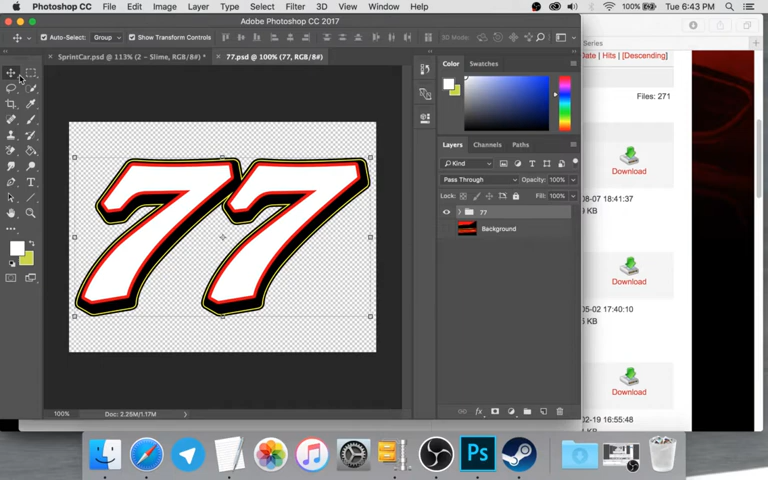 Photoshop CC File Edit Image Layer Type Select Filter 3D View Window Help 100% Tue 6:43 PM
Adobe Photoshop CC 2017
Auto-Select: Group Show Transform Controls 3D Mode:
SprintCar.psd @ 113% (2 - Slime, RGB/8#) * 77.psd @ 100% (77, RGB/8#)
Series
Date | Hits | [Descending]
Files: 271
Color Swatches
Layers Channels Paths
Kind
Pass Through Opacity: 100%
Lock: Fill: 100%
77
Background
77
Download
08-07 18:41:37
KB
Download
05-02 17:40:10
KB
Download
02-19 16:55:48
KB
100% Doc: 2.25M/1.17M
fx
Ps